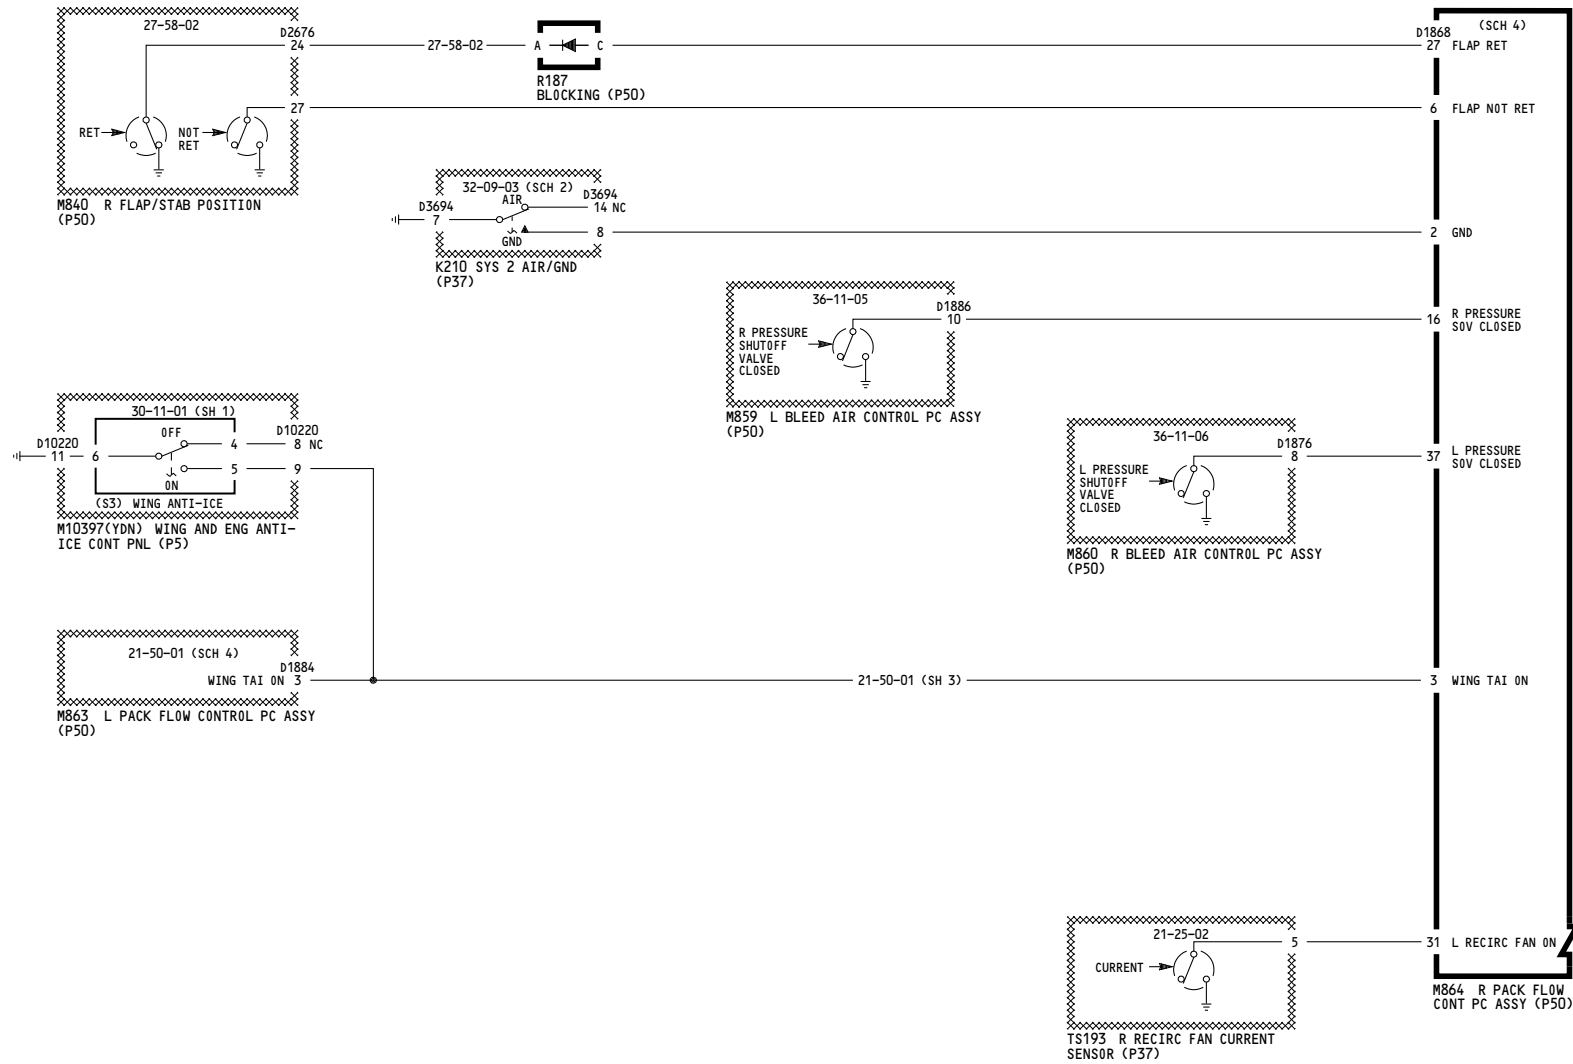 27-58-02
D2676
24
27-58-02
A
C
R187
BLOCKING (P50)
27
RET
NOT
RET
M840 R FLAP/STAB POSITION
(P50)
D1868
(SCH 4)
27 FLAP RET
6 FLAP NOT RET
32-09-03 (SCH 2)
AIR
D3694
D3694
14 NC
7
8
GND
K210 SYS 2 AIR/GND
(P37)
2 GND
36-11-05
D1886
10
R PRESSURE
SHUTOFF
VALVE
CLOSED
M859 L BLEED AIR CONTROL PC ASSY
(P50)
16 R PRESSURE
SOV CLOSED
30-11-01 (SH 1)
OFF
D10220
D10220
4
8 NC
11
6
5
9
ON
(S3) WING ANTI-ICE
M10397(YDN) WING AND ENG ANTI-
ICE CONT PNL (P5)
36-11-06
D1876
8
L PRESSURE
SHUTOFF
VALVE
CLOSED
M860 R BLEED AIR CONTROL PC ASSY
(P50)
37 L PRESSURE
SOV CLOSED
21-50-01 (SCH 4)
D1884
WING TAI ON 3
M863 L PACK FLOW CONTROL PC ASSY
(P50)
21-50-01 (SH 3)
3 WING TAI ON
21-25-02
5
CURRENT
TS193 R RECIRC FAN CURRENT
SENSOR (P37)
31 L RECIRC FAN ON
M864 R PACK FLOW
CONT PC ASSY (P50)